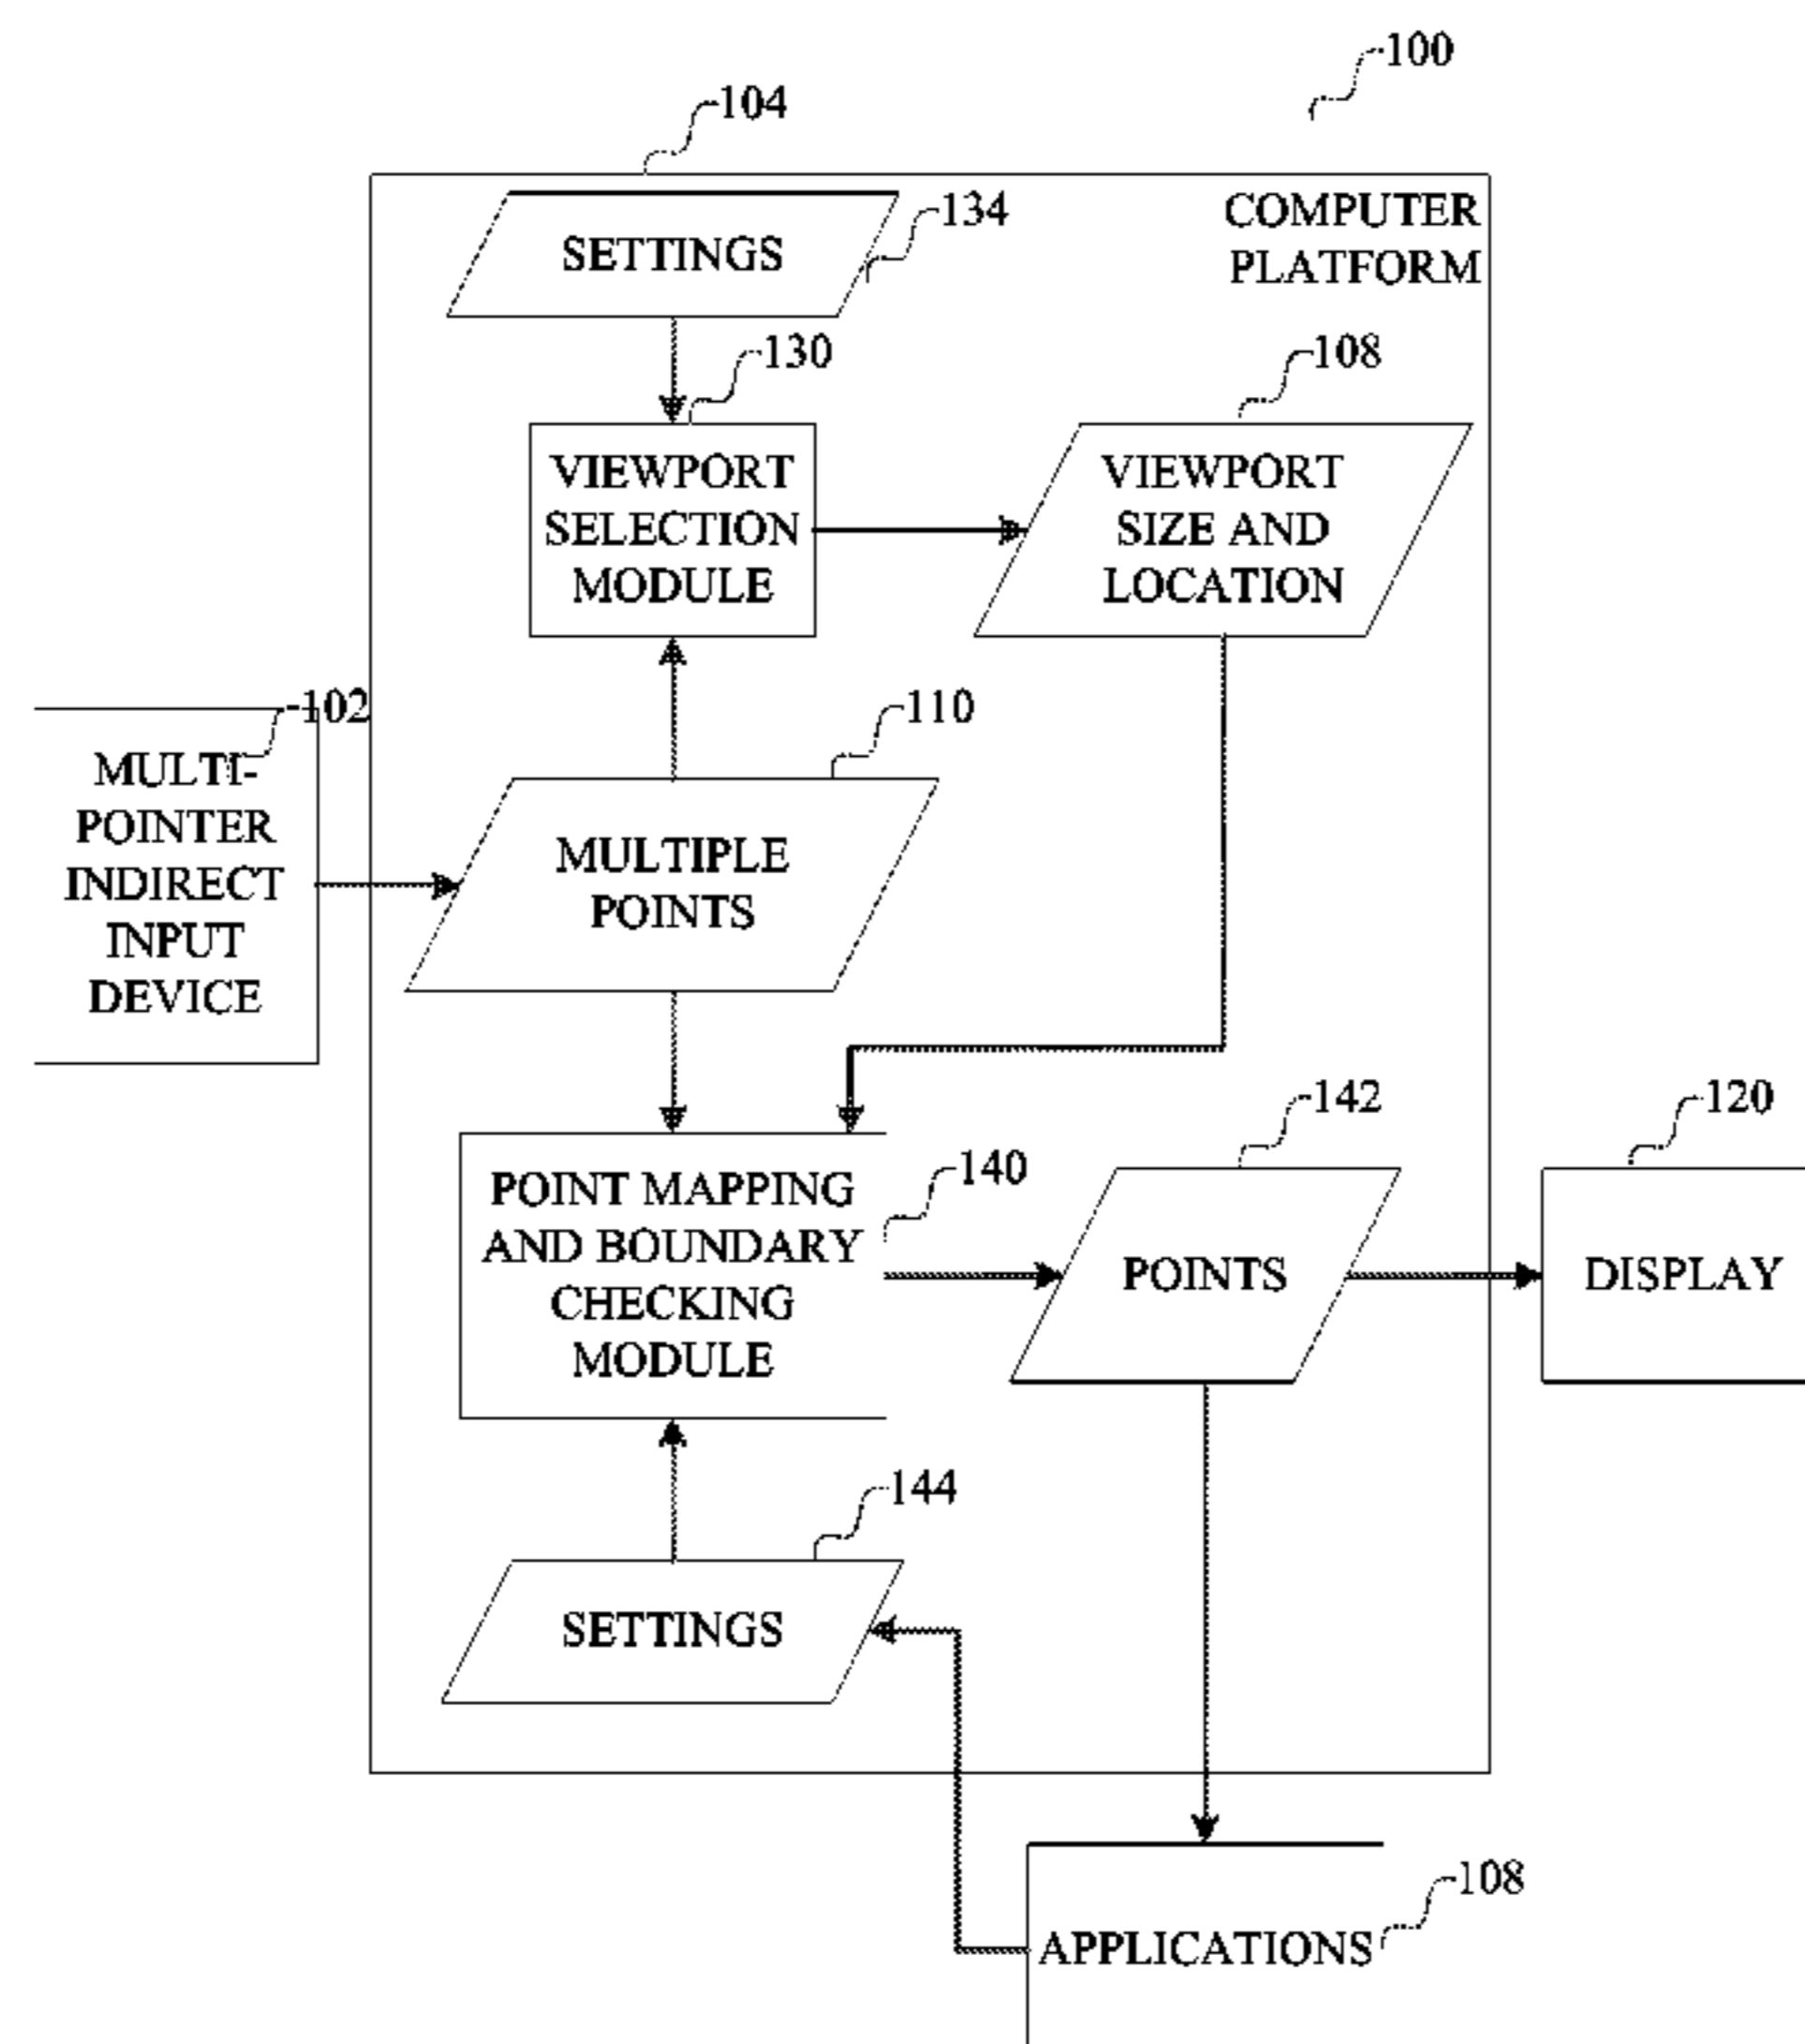 100
104
COMPUTER
PLATFORM
134
SETTINGS
130
108
VIEWPORT
SELECTION
MODULE
VIEWPORT
SIZE AND
LOCATION
102
MULTI-
POINTER
INDIRECT
INPUT
DEVICE
110
MULTIPLE
POINTS
142
120
140
POINT MAPPING
AND BOUNDARY
CHECKING
MODULE
POINTS
DISPLAY
144
SETTINGS
108
APPLICATIONS